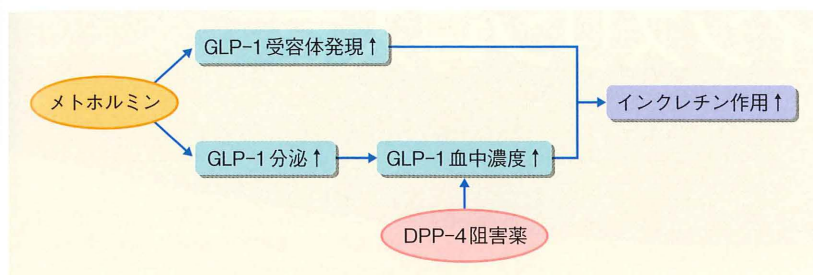 GLP-1受容体発現↑
メトホルミン
インクレチン作用↑
GLP-1分泌↑
GLP-1血中濃度↑
DPP-4阻害薬